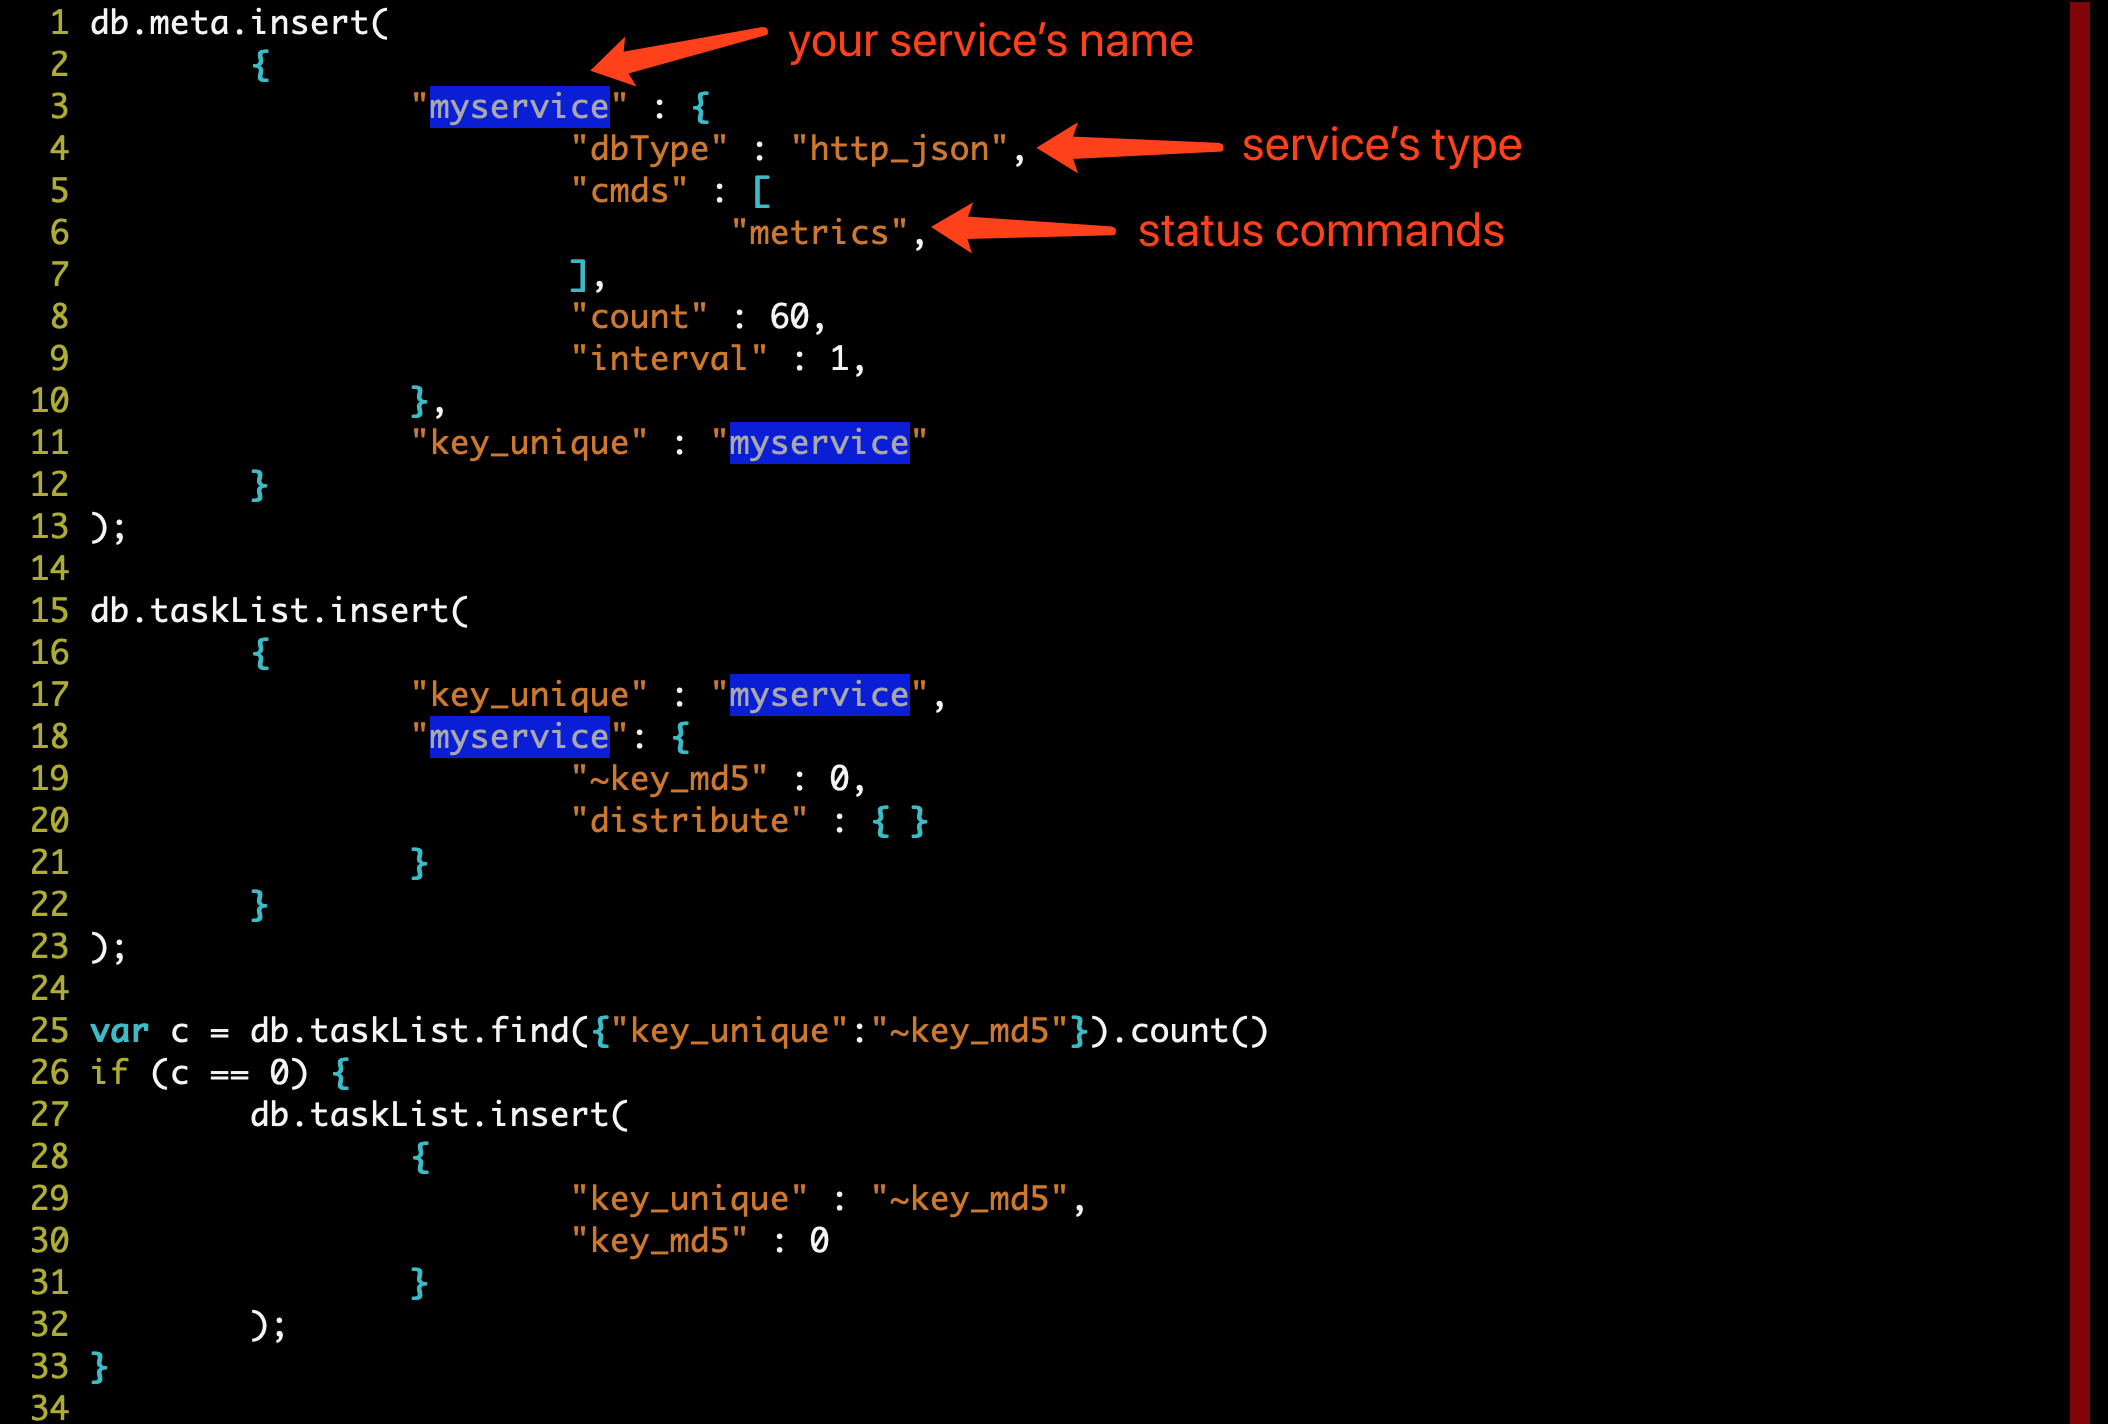 1 db.meta.insert(
your service's name
2         {
3                 "myservice" : {
4                         "dbType" : "http_json",
service's type
5                         "cmds" : [
6                                 "metrics",
status commands
7                         ],
8                         "count" : 60,
9                         "interval" : 1,
10                 },
11                 "key_unique" : "myservice"
12         }
13 );
14
15 db.taskList.insert(
16         {
17                 "key_unique" : "myservice",
18                 "myservice": {
19                         "~key_md5" : 0,
20                         "distribute" : { }
21                 }
22         }
23 );
24
25 var c = db.taskList.find({"key_unique":"~key_md5"}).count()
26 if (c == 0) {
27         db.taskList.insert(
28                 {
29                         "key_unique" : "~key_md5",
30                         "key_md5" : 0
31                 }
32         );
33 }
34